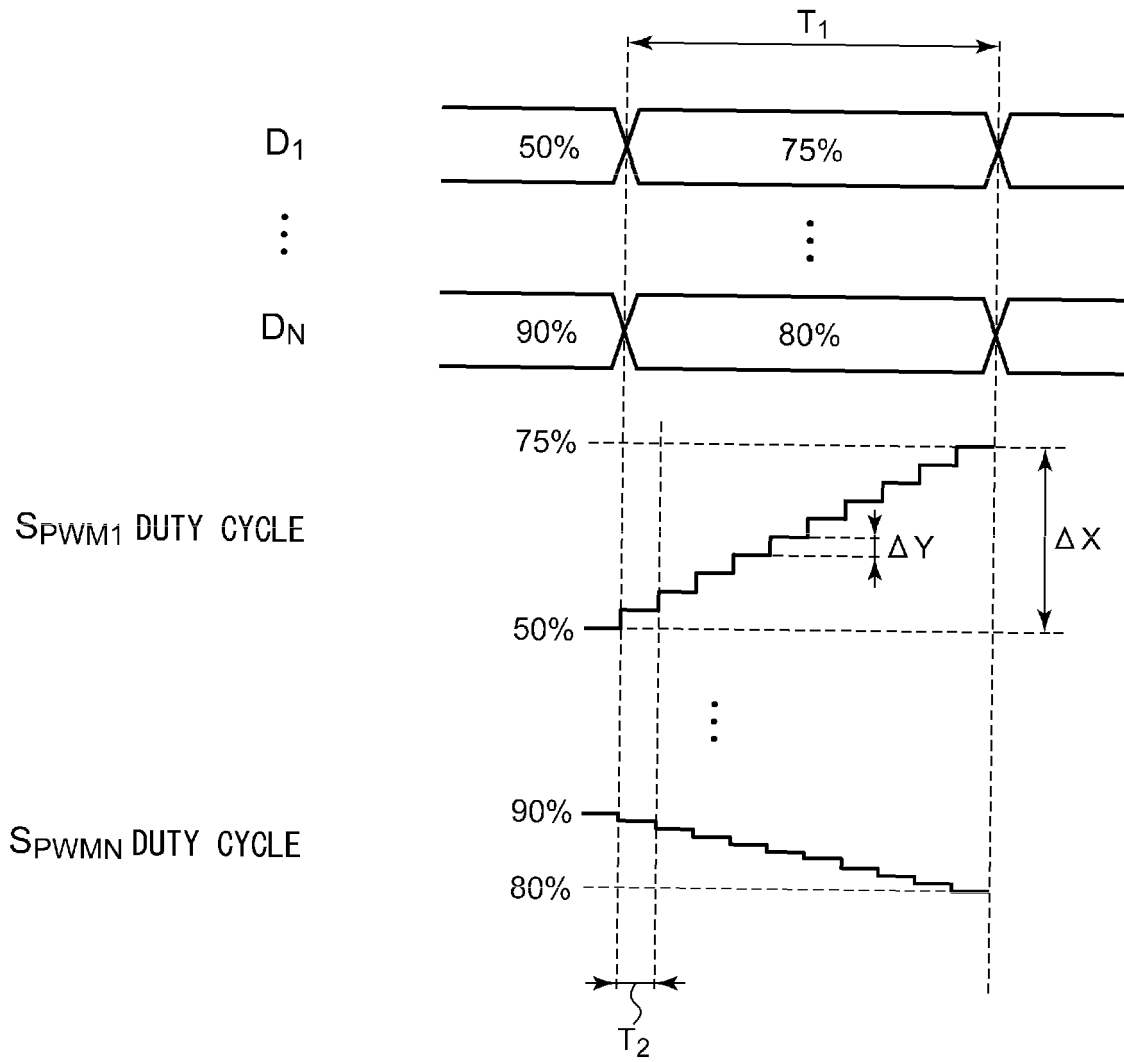 T1
D1 50% 75%
DN 90% 80%
75%
SPWM1 DUTY CYCLE
ΔY
ΔX
50%
90%
SPWMN DUTY CYCLE
80%
T2